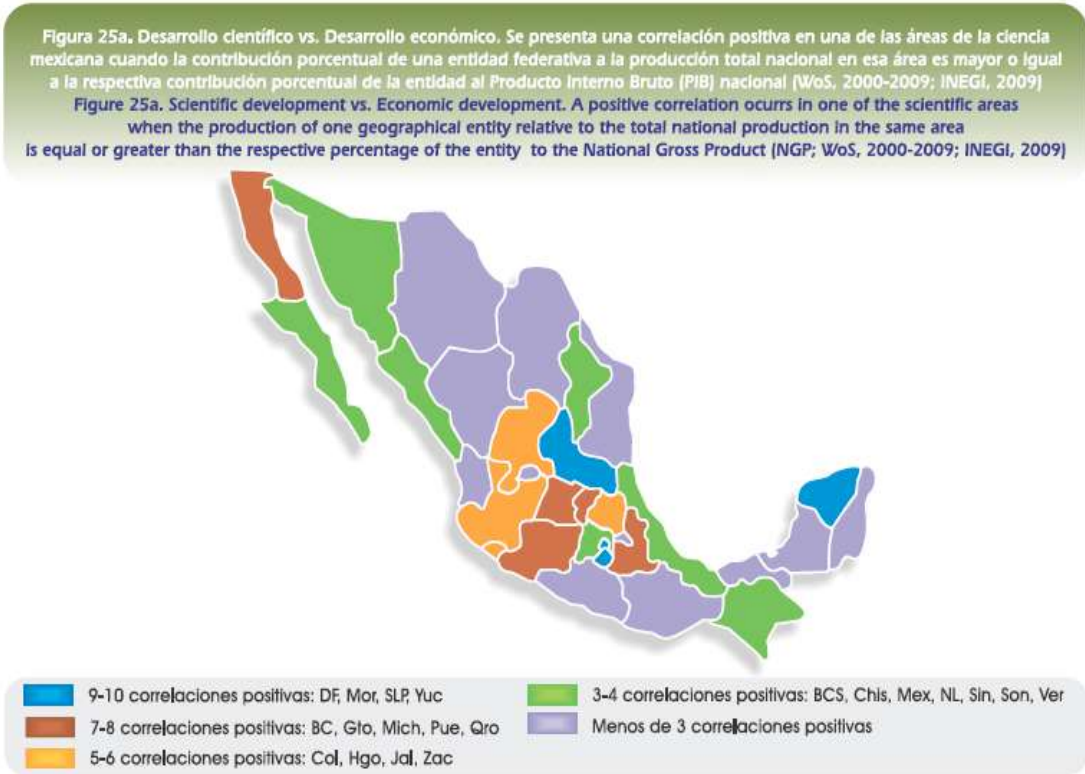 Figura 25a. Desarrollo científico vs. Desarrollo económico. Se presenta una correlación positiva en una de las áreas de la ciencia
mexicana cuando la contribución porcentual de una entidad federativa a la producción total nacional en esa área es mayor o igual
a la respectiva contribución porcentual de la entidad al Producto Interno Bruto (PIB) nacional (WoS, 2000-2009; INEGI, 2009)
Figure 25a. Scientific development vs. Economic development. A positive correlation ocurrs in one of the scientific areas
when the production of one geographical entity relative to the total national production in the same area
is equal or greater than the respective percentage of the entity to the National Gross Product (NGP; WoS, 2000-2009; INEGI, 2009)
9-10 correlaciones positivas: DF, Mor, SLP, Yuc
7-8 correlaciones positivas: BC, Gto, Mich, Pue, Qro
5-6 correlaciones positivas: Col, Hgo, Jal, Zac
3-4 correlaciones positivas: BCS, Chis, Mex, NL, Sin, Son, Ver
Menos de 3 correlaciones positivas